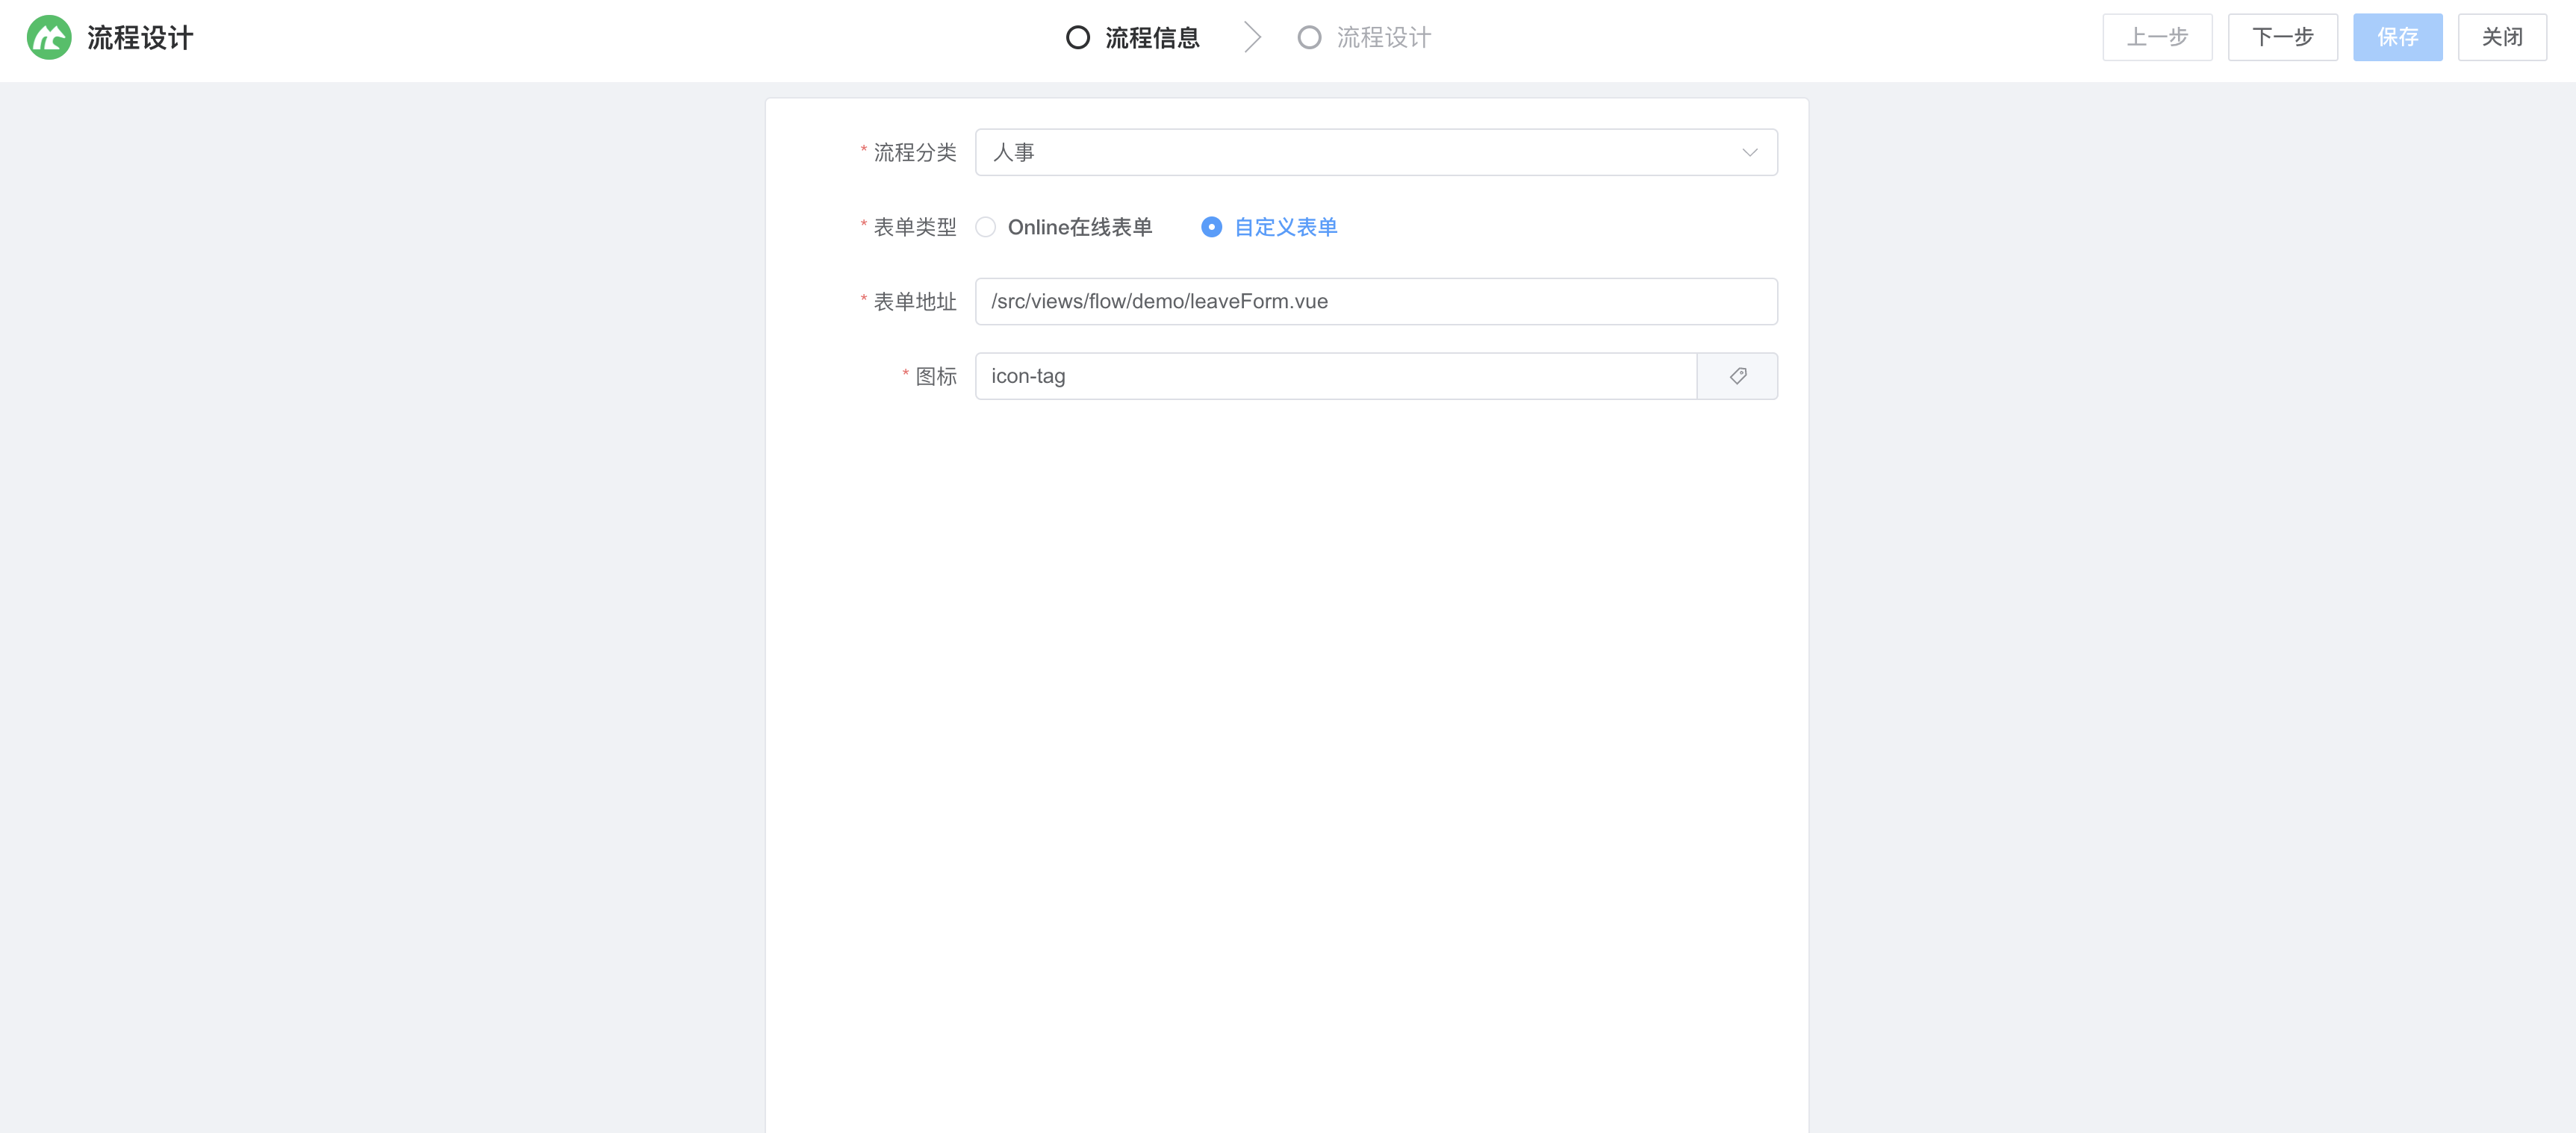 流程设计
流程信息
流程设计
上一步
下一步
保存
关闭
* 流程分类
人事
* 表单类型
Online在线表单
自定义表单
* 表单地址
/src/views/flow/demo/leaveForm.vue
* 图标
icon-tag